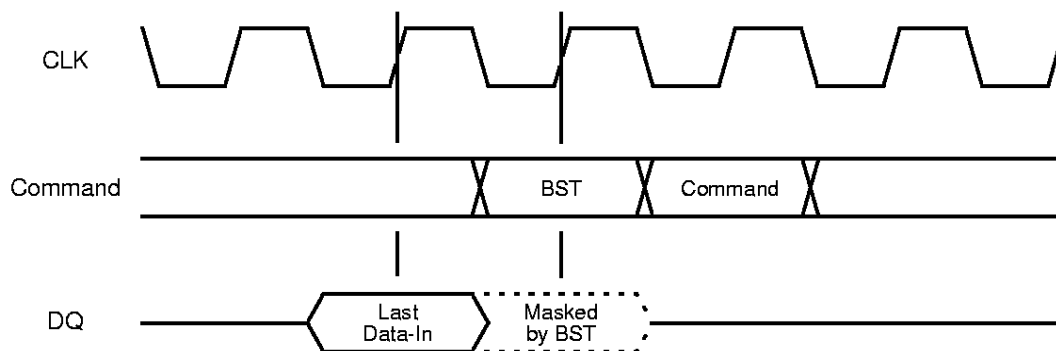 CLK
Command
BST
Command
DQ
Last
Data-In
Masked
by BST